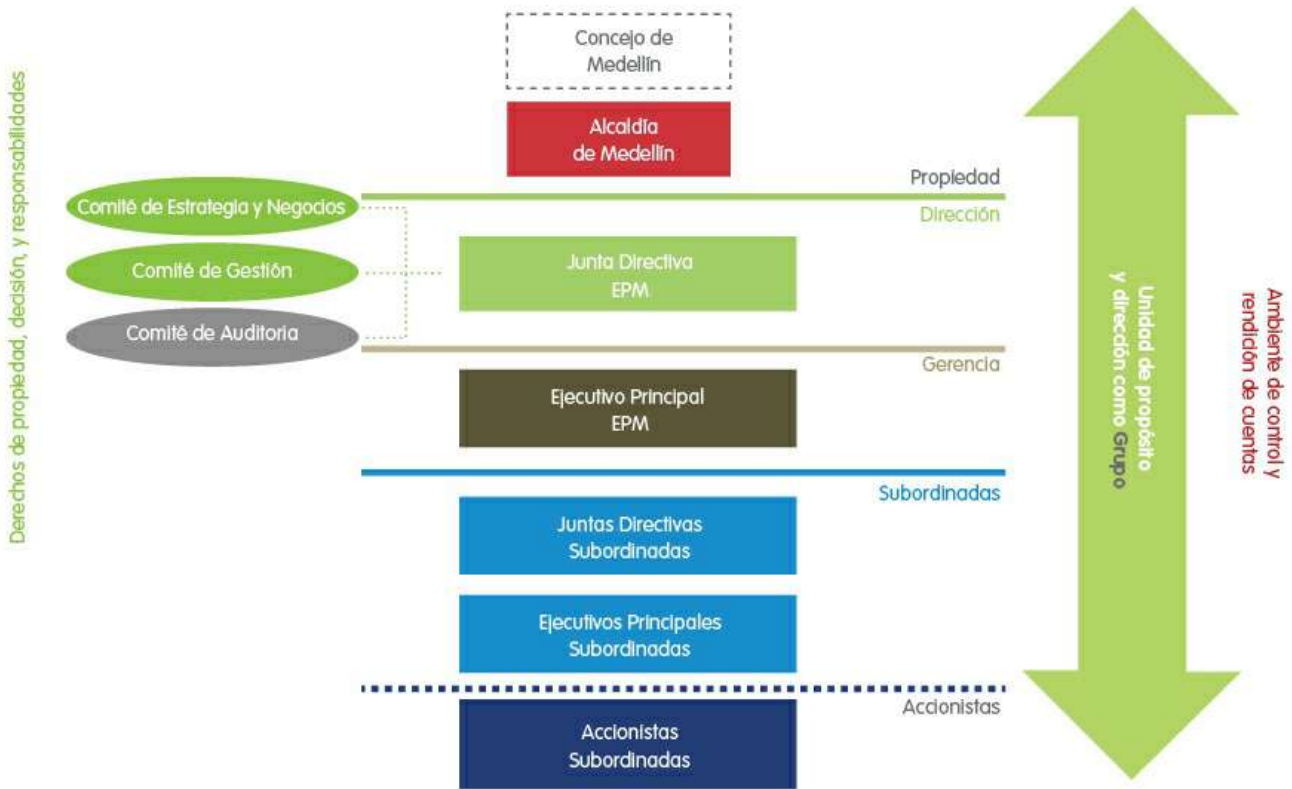 Derechos de propiedad, decisión, y responsabilidades
Concejo de
Medellín
Alcaldía
de Medellín
Propiedad
Dirección
Comité de Estrategia y Negocios
Comité de Gestión
Comité de Auditoria
Junta Directiva
EPM
Gerencia
Ejecutivo Principal
EPM
Subordinadas
Juntas Directivas
Subordinadas
Ejecutivos Principales
Subordinadas
Accionistas
Accionistas
Subordinadas
Unidad de propósito
y dirección como Grupo
Ambiente de control y
rendición de cuentas